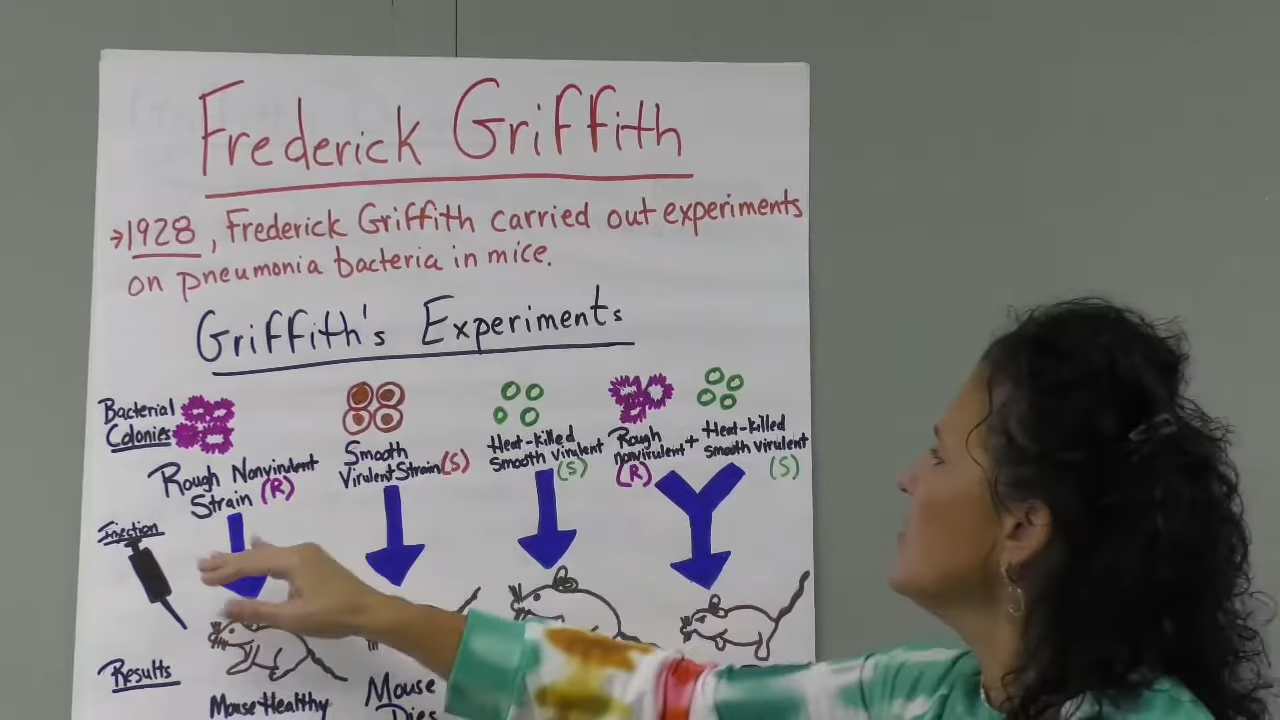 Frederick Griffith
→1928, Frederick Griffith carried out experiments
on pneumonia bacteria in mice.
Griffith's Experiments
Bacterial
Colonies
Rough Nonvirulent
Strain (R)
Smooth
Virulent Strain (S)
Heat-killed
Smooth Virulent
(S)
Rough
nonvirulent +
(R)
Heat-killed
smooth virulent
(S)
Injection
Results
Mouse Healthy
Mouse
Dies